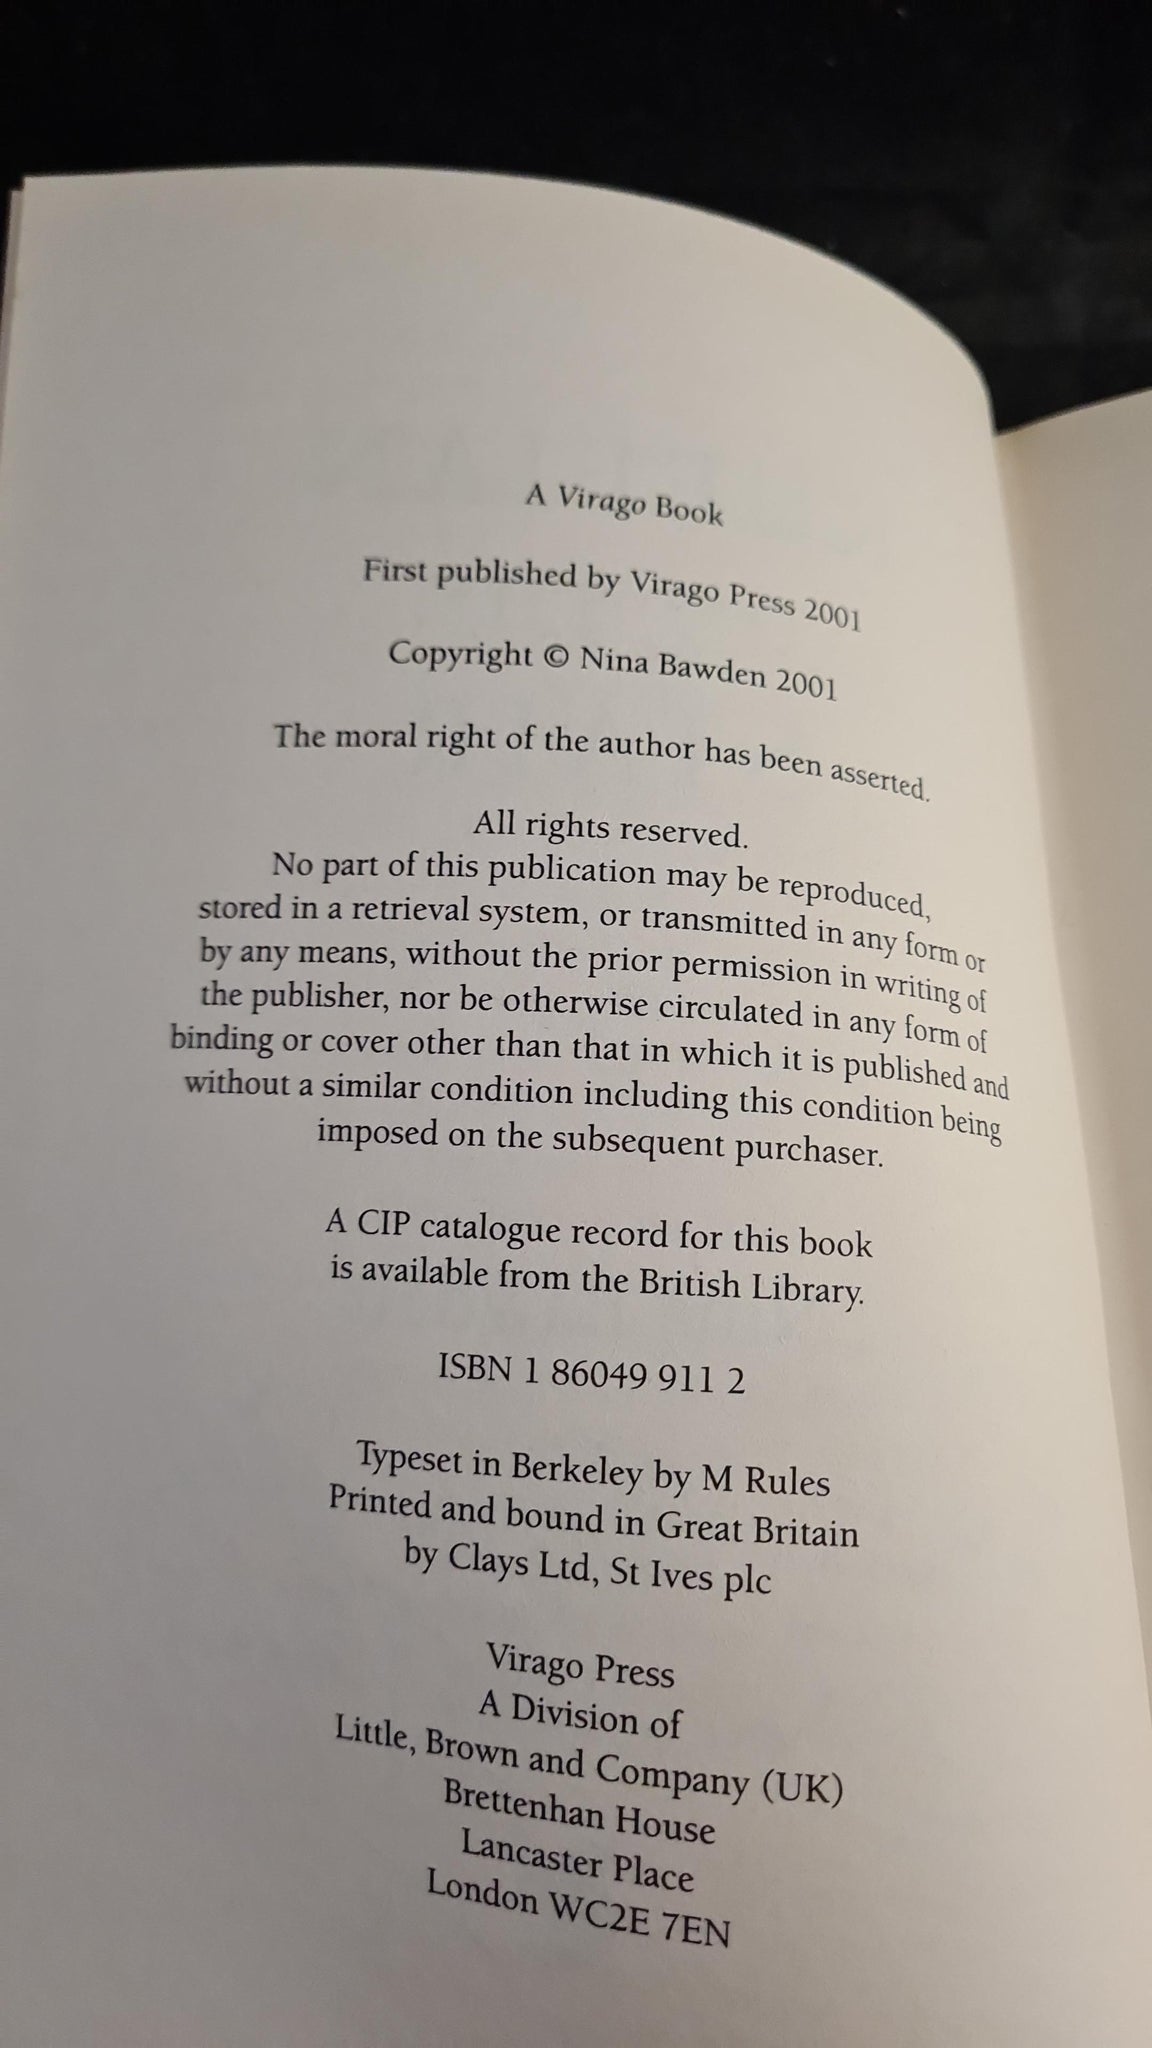 A Virago Book
First published by Virago Press 2001
Copyright © Nina Bawden 2001
The moral right of the author has been asserted.
All rights reserved.
No part of this publication may be reproduced,
stored in a retrieval system, or transmitted in any form or
by any means, without the prior permission in writing of
the publisher, nor be otherwise circulated in any form of
binding or cover other than that in which it is published and
without a similar condition including this condition being
imposed on the subsequent purchaser.
A CIP catalogue record for this book
is available from the British Library.
ISBN 1 86049 911 2
Typeset in Berkeley by M Rules
Printed and bound in Great Britain
by Clays Ltd, St Ives plc
Virago Press
A Division of
Little, Brown and Company (UK)
Brettenhan House
Lancaster Place
London WC2E 7EN